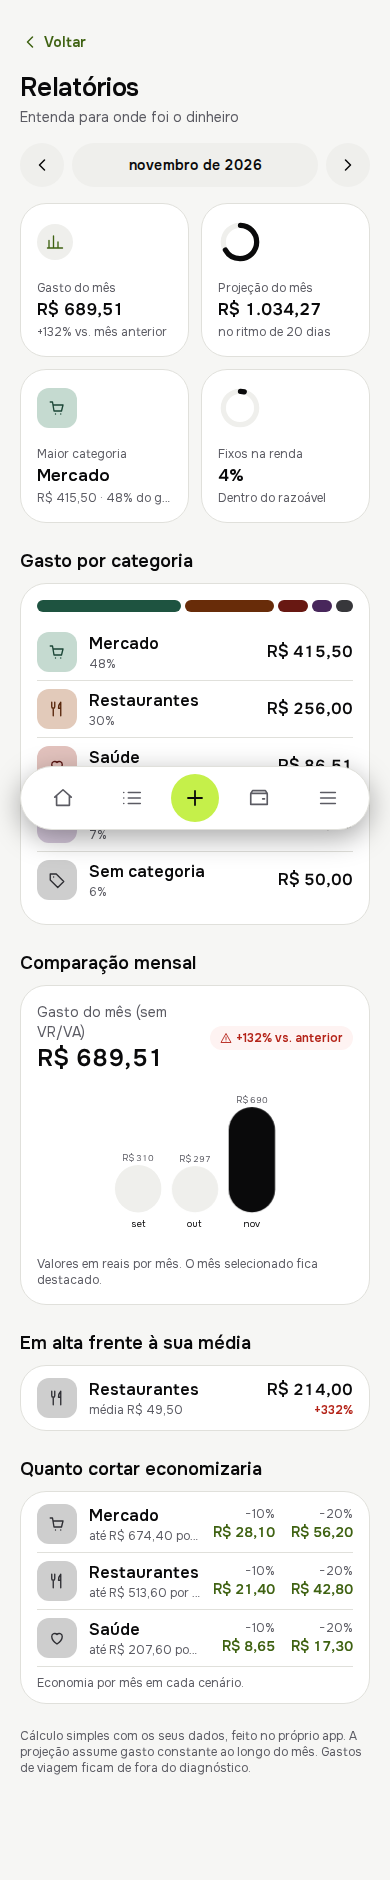 Voltar
Relatórios
Entenda para onde foi o dinheiro
novembro de 2026
Gasto do mês
R$ 689,51
+132% vs. mês anterior
Projeção do mês
R$ 1.034,27
no ritmo de 20 dias
Maior categoria
Mercado
R$ 415,50 · 48% do g...
Fixos na renda
4%
Dentro do razoável
Gasto por categoria
Mercado
R$ 415,50
48%
Restaurantes
R$ 256,00
30%
Saúde
R$ 86,51
7%
Sem categoria
R$ 50,00
6%
Comparação mensal
Gasto do mês (sem
VR/VA)
R$ 689,51
+132% vs. anterior
R$ 690
R$ 310
R$ 297
set
out
nov
Valores em reais por mês. O mês selecionado fica
destacado.
Em alta frente à sua média
Restaurantes
R$ 214,00
média R$ 49,50
+332%
Quanto cortar economizaria
Mercado
até R$ 674,40 po...
−10%
R$ 28,10
−20%
R$ 56,20
Restaurantes
até R$ 513,60 por ...
−10%
R$ 21,40
−20%
R$ 42,80
Saúde
até R$ 207,60 po...
−10%
R$ 8,65
−20%
R$ 17,30
Economia por mês em cada cenário.
Cálculo simples com os seus dados, feito no próprio app. A
projeção assume gasto constante ao longo do mês. Gastos
de viagem ficam de fora do diagnóstico.